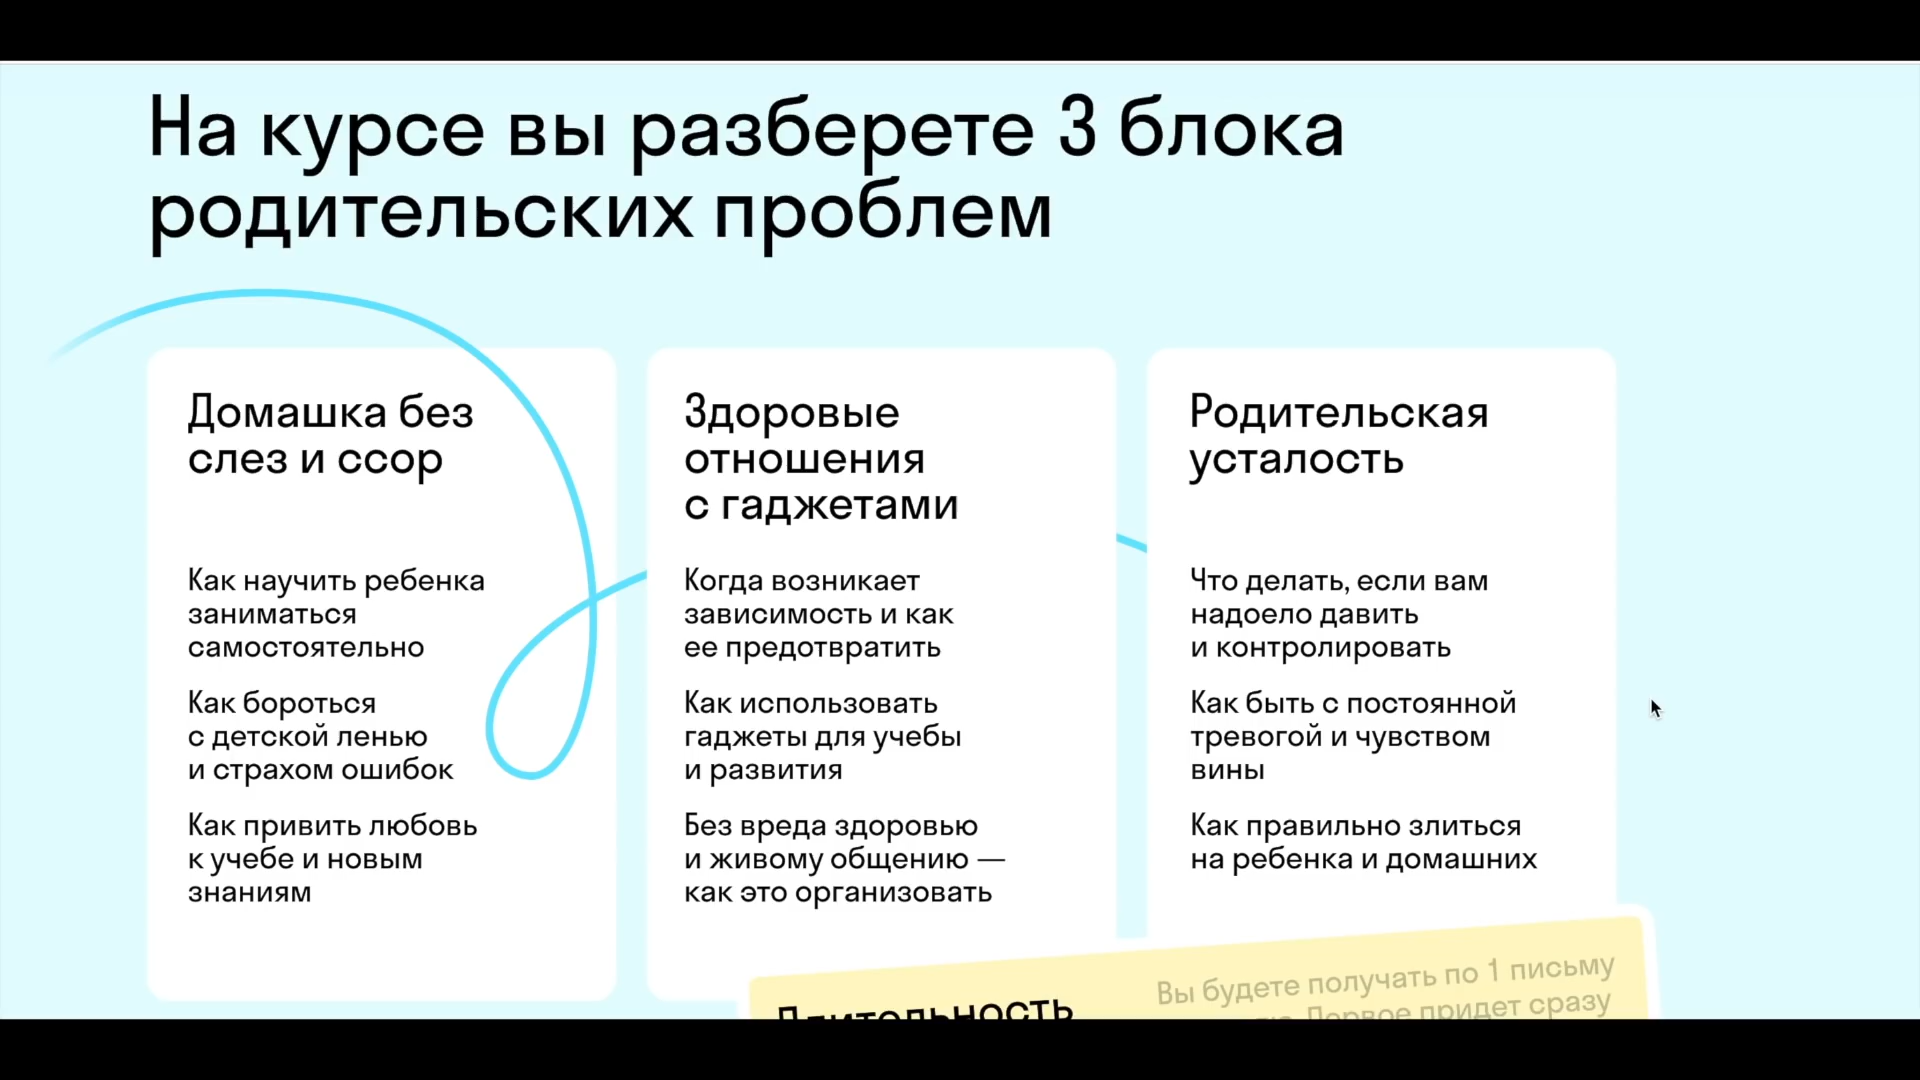 На курсе вы разберете 3 блока
родительских проблем
Домашка без
слез и ссор
Как научить ребенка
заниматься
самостоятельно
Как бороться
с детской ленью
и страхом ошибок
Как привить любовь
к учебе и новым
знаниям
Здоровые
отношения
с гаджетами
Когда возникает
зависимость и как
ее предотвратить
Как использовать
гаджеты для учебы
и развития
Без вреда здоровью
и живому общению —
как это организовать
Родительская
усталость
Что делать, если вам
надоело давить
и контролировать
Как быть с постоянной
тревогой и чувством
вины
Как правильно злиться
на ребенка и домашних
Длительность
Вы будете получать по 1 письму
Первое придет сразу